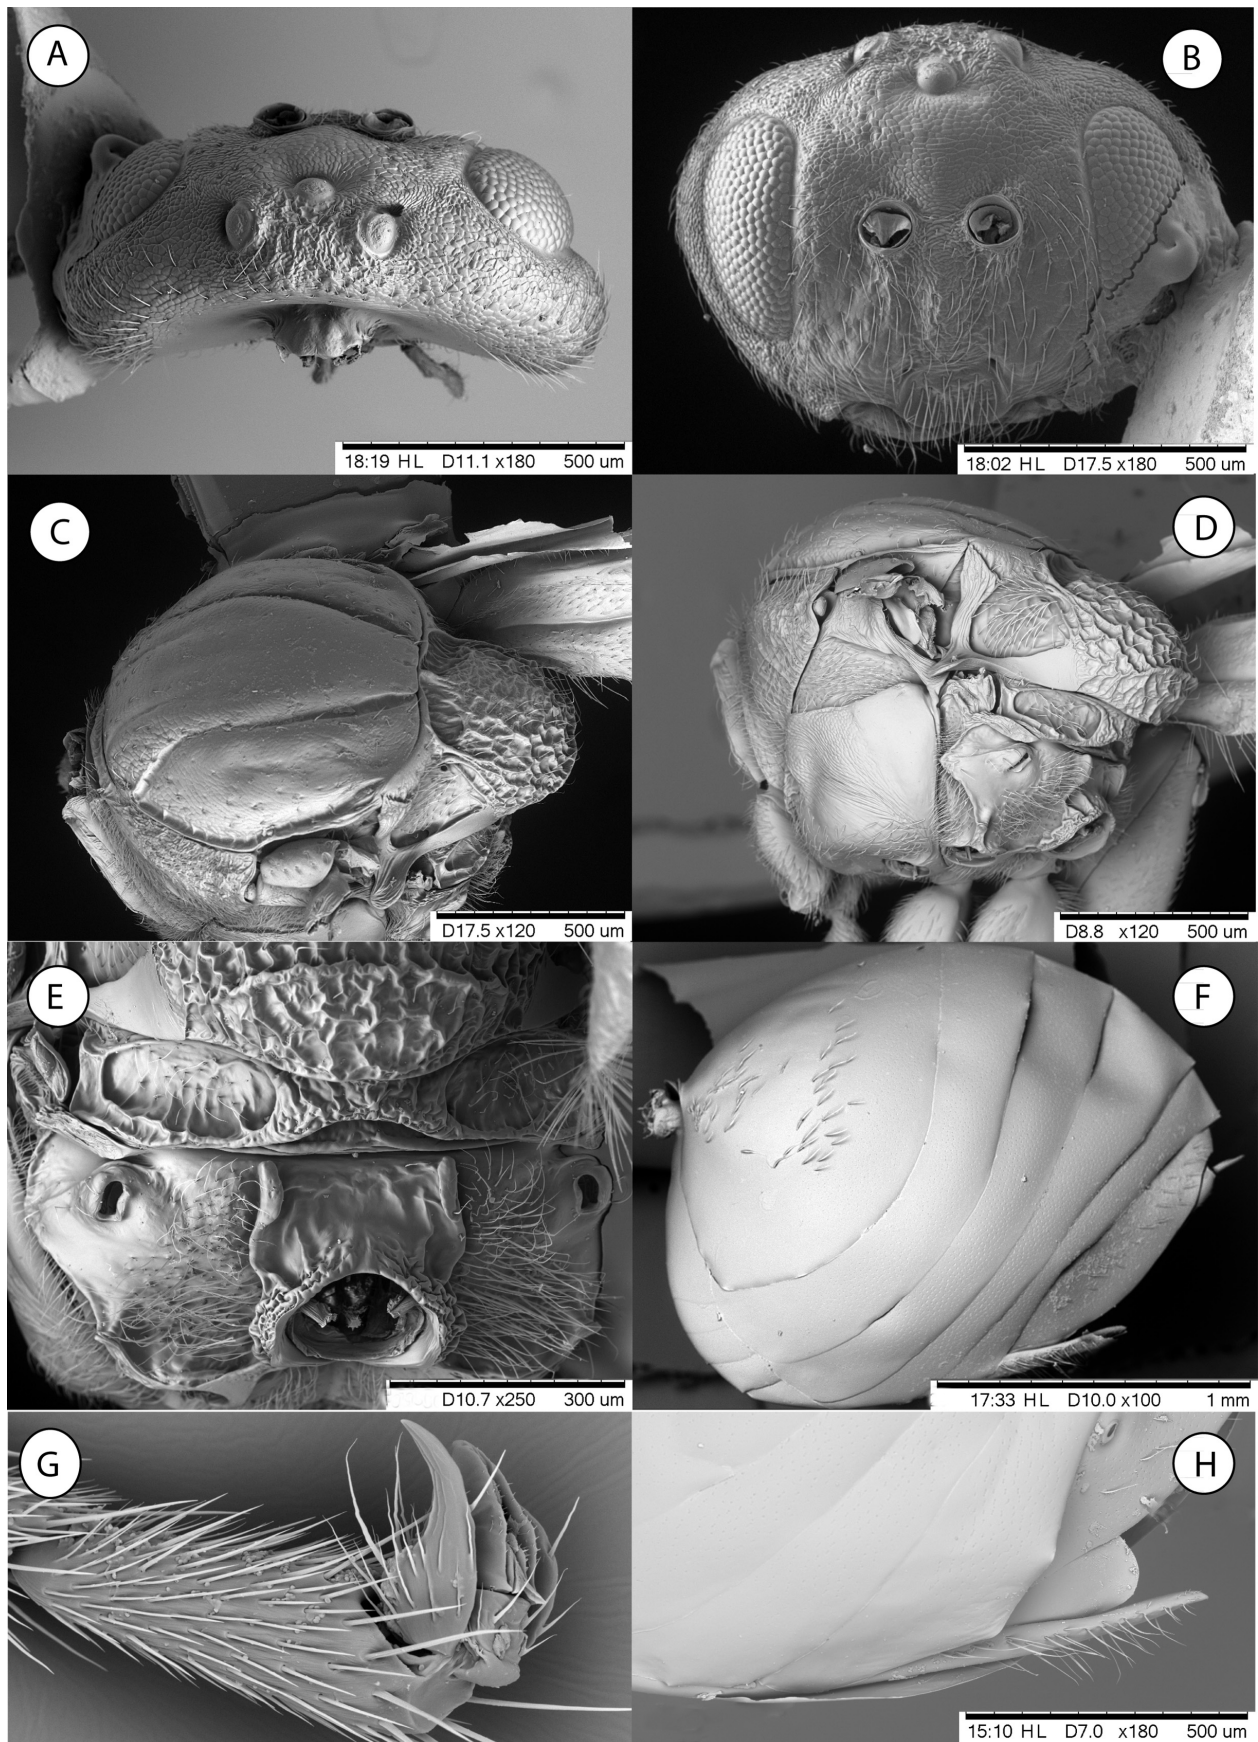 A
18:19 HL D11.1 x180 500 um
B
18:02 HL D17.5 x180 500 um
C
D17.5 x120 500 um
D
D8.8 x120 500 um
E
D10.7 x250 300 um
F
17:33 HL D10.0 x100 1 mm
G
H
15:10 HL D7.0 x180 500 um